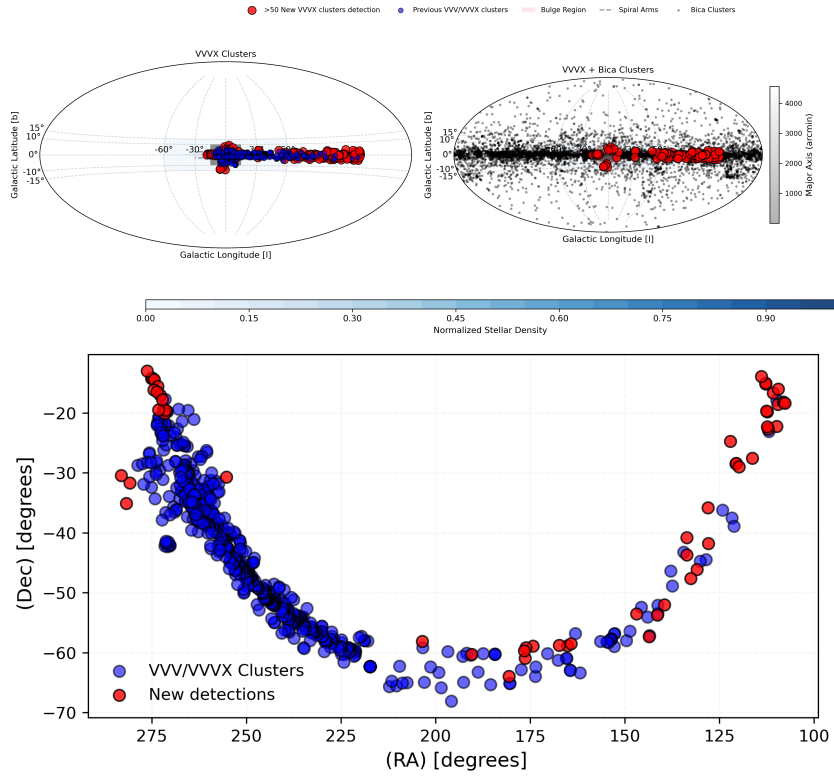 >50 New VVVX clusters detection Previous VVV/VVVX clusters Bulge Region Spiral Arms Bica Clusters
VVVX Clusters
Galactic Latitude [b]
15°
10°
0°
-10°
-15°
-60° -30°
Galactic Longitude [l]
VVVX + Bica Clusters
Galactic Latitude [b]
15°
10°
0°
-10°
-15°
Galactic Longitude [l]
4000
3000
2000
1000
Major Axis (arcmin)
0.00 0.15 0.30 0.45 0.60 0.75 0.90
Normalized Stellar Density
(Dec) [degrees]
−20
−30
−40
−50
−60
−70
VVV/VVVX Clusters
New detections
275 250 225 200 175 150 125 100
(RA) [degrees]